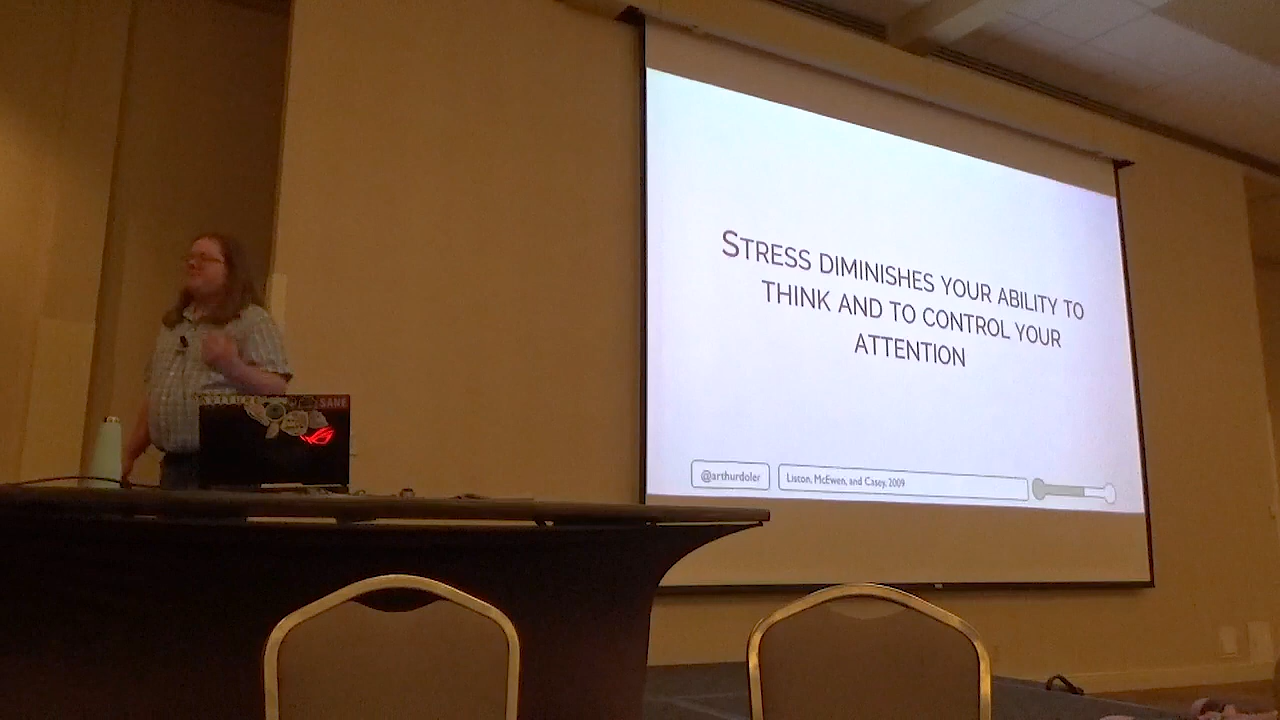 STRESS DIMINISHES YOUR ABILITY TO
THINK AND TO CONTROL YOUR
ATTENTION
@arthurdoler
Liston, McEwen, and Casey, 2009
SANE